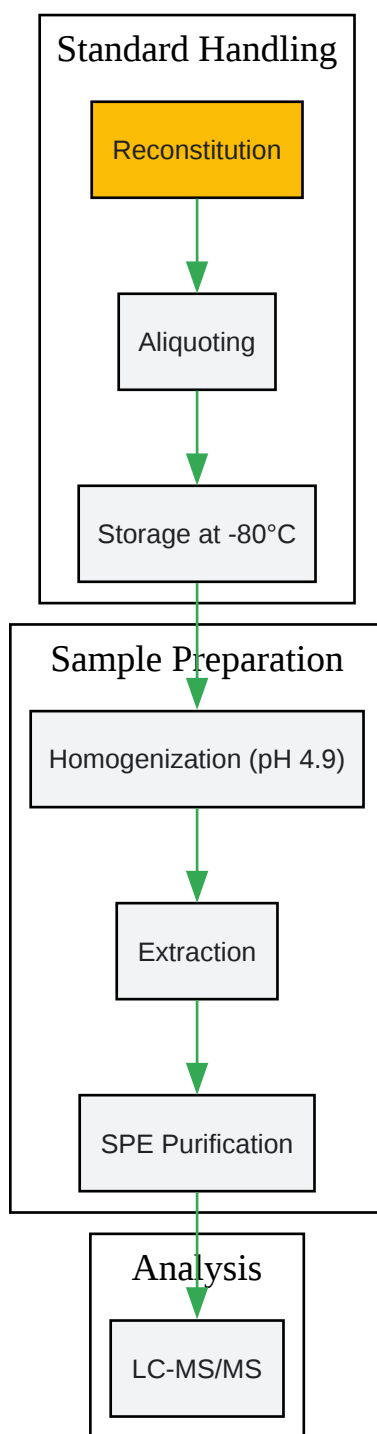 Standard Handling
Reconstitution
Aliquoting
Storage at -80°C
Sample Preparation
Homogenization (pH 4.9)
Extraction
SPE Purification
Analysis
LC-MS/MS